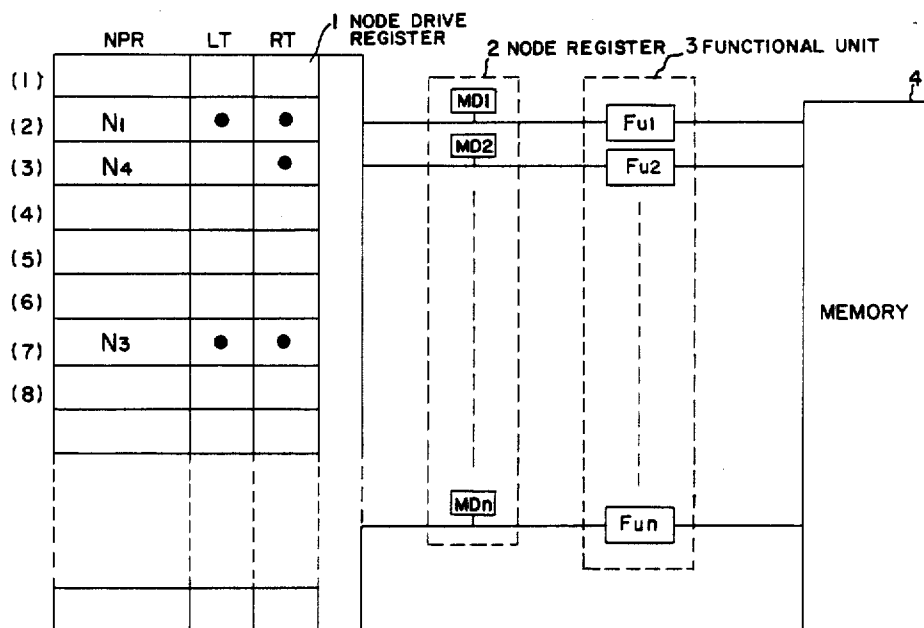 1 NODE DRIVE REGISTER
NPR LT RT
2 NODE REGISTER
3 FUNCTIONAL UNIT
4
(1)
(2) N1 ● ●
(3) N4 ●
(4)
(5)
(6)
(7) N3 ● ●
(8)
MD1
MD2
MDn
Fu1
Fu2
Fun
MEMORY